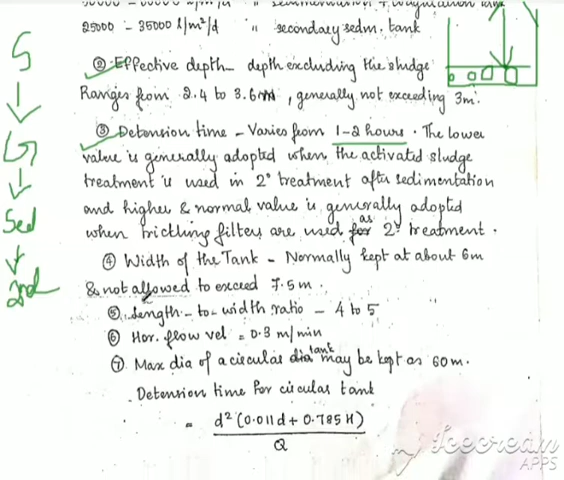 25000 - 35000 l/m²/d " secondary sedm. tank
② Effective depth - depth excluding the sludge
Ranges from 2.4 to 3.6m, generally not exceeding 3m.
③ Detension time - Varies from 1-2 hours. The lower
value is generally adopted when the activated sludge
treatment is used in 2° treatment after sedimentation
and higher & normal value is generally adopted
when trickling filters are used for as 2° treatment.
④ Width of the Tank - Normally kept at about 6m
& not allowed to exceed 7.5m.
⑤ Length - to - width ratio - 4 to 5
⑥ Hor. flow vel = 0.3 m/min
⑦ Max dia of a circular dia tank may be kept as 60m.
Detension time for circular tank
= d² (0.011d + 0.785H)
Q
S
G
Sed
2nd
Icecream
APPS